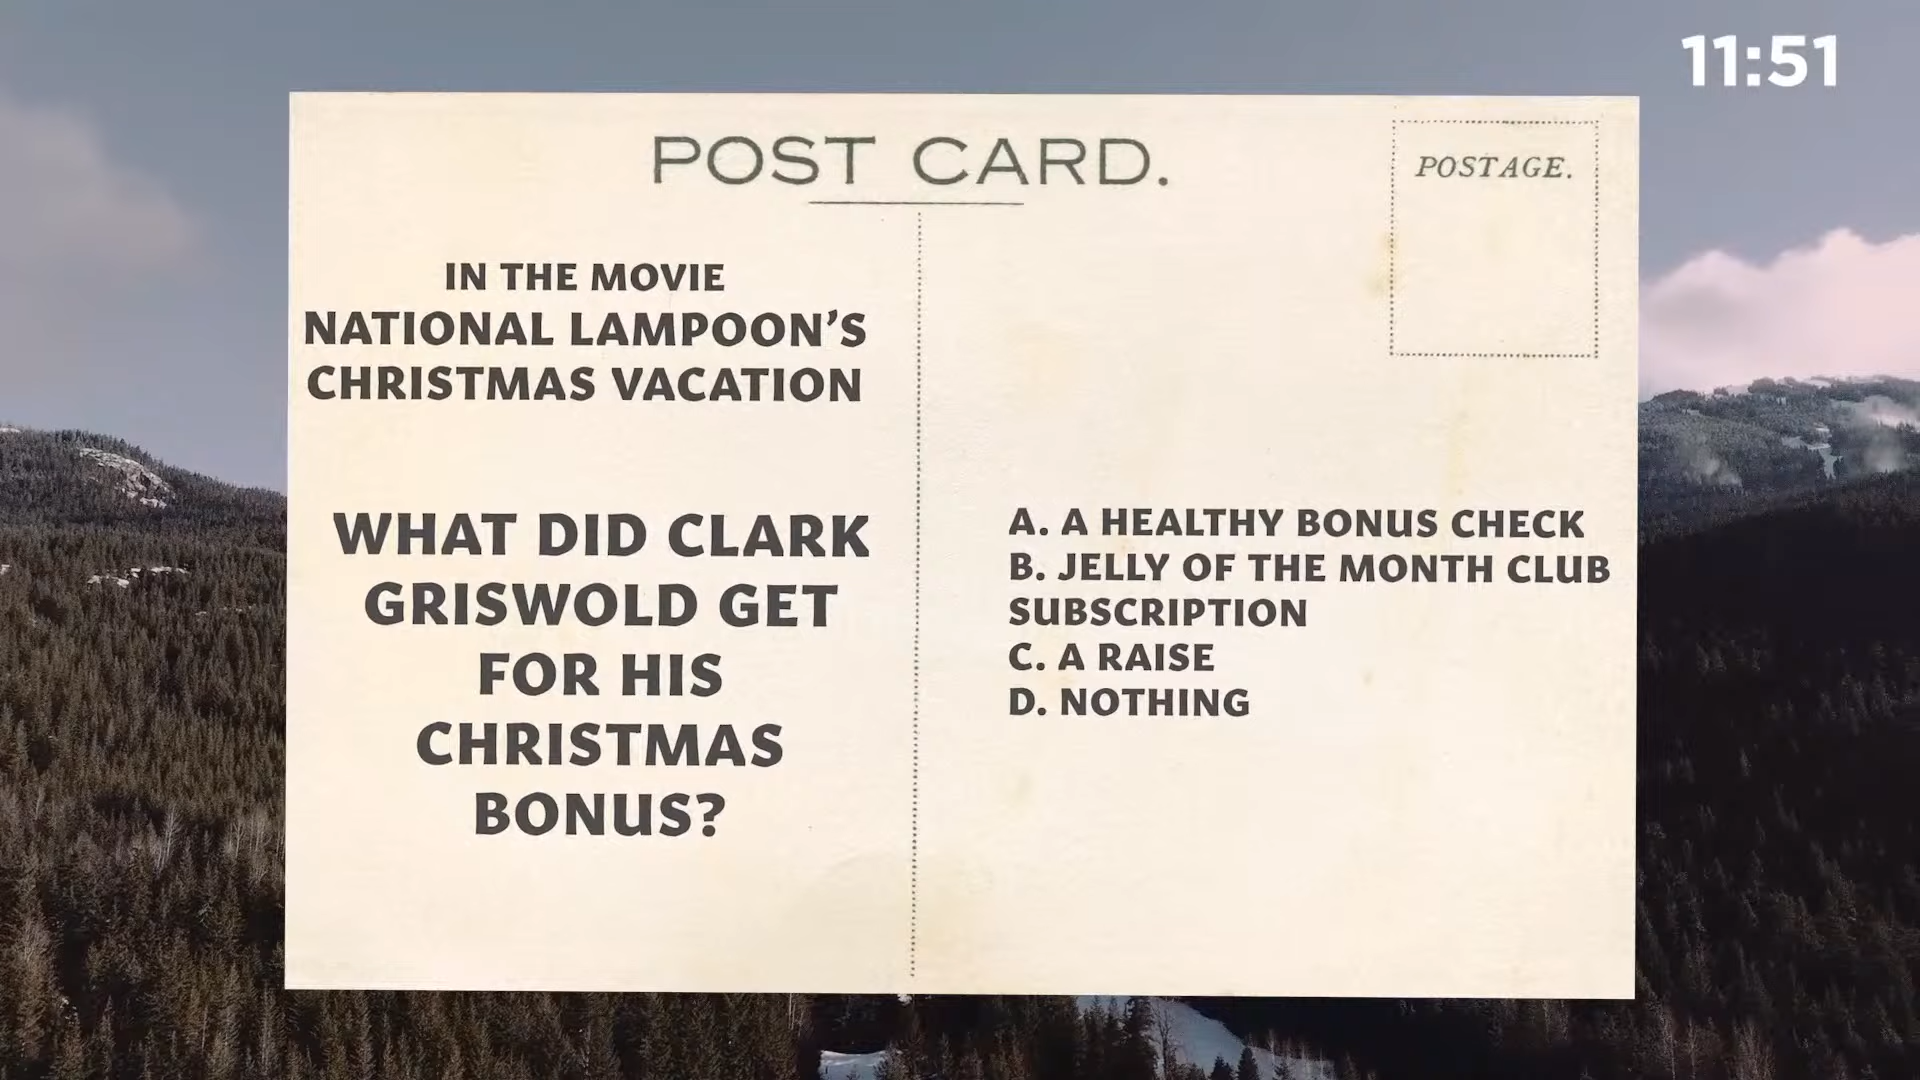 11:51
POST CARD.
POSTAGE.
IN THE MOVIE
NATIONAL LAMPOON'S
CHRISTMAS VACATION
WHAT DID CLARK
GRISWOLD GET
FOR HIS
CHRISTMAS
BONUS?
A. A HEALTHY BONUS CHECK
B. JELLY OF THE MONTH CLUB
SUBSCRIPTION
C. A RAISE
D. NOTHING